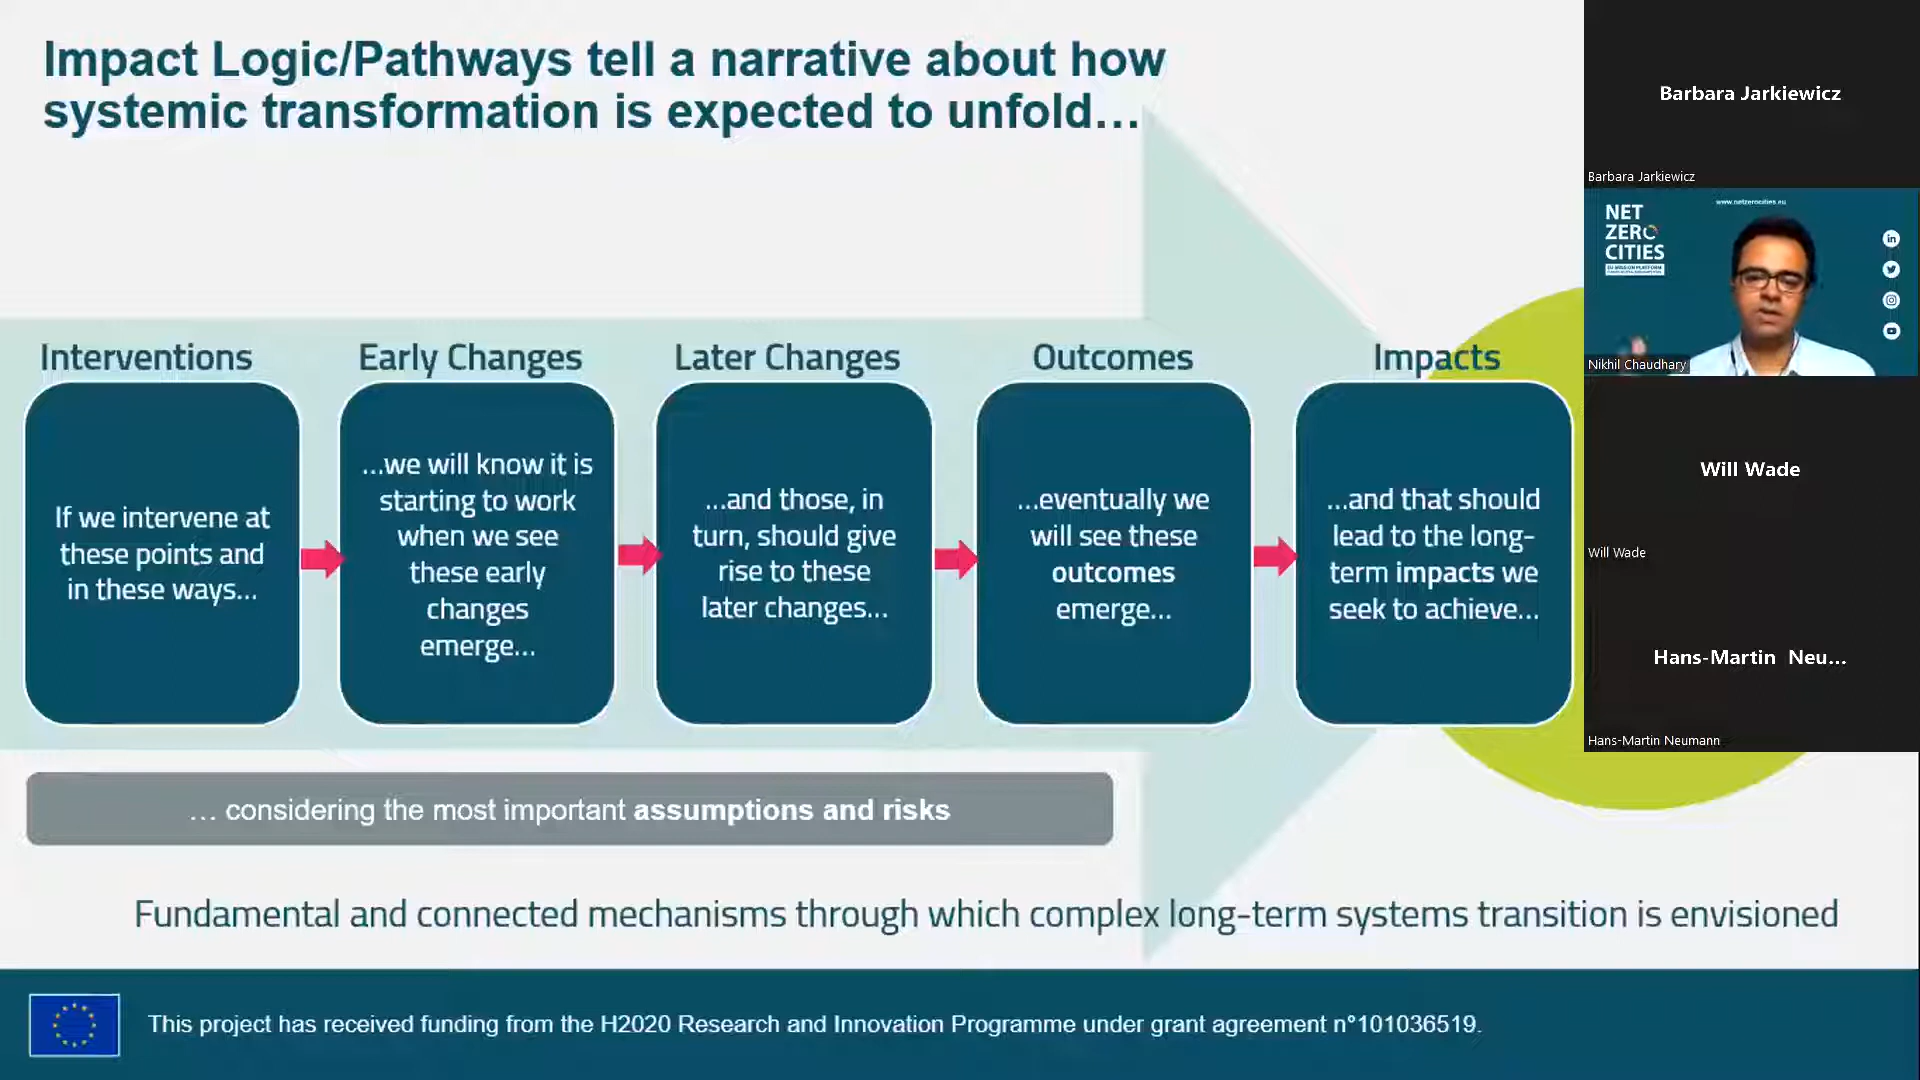 Impact Logic/Pathways tell a narrative about how
systemic transformation is expected to unfold...
Interventions
If we intervene at
these points and
in these ways...
Early Changes
...we will know it is
starting to work
when we see
these early
changes
emerge...
Later Changes
...and those, in
turn, should give
rise to these
later changes...
Outcomes
...eventually we
will see these
outcomes
emerge...
Impacts
...and that should
lead to the long-
term impacts we
seek to achieve...
... considering the most important assumptions and risks
Fundamental and connected mechanisms through which complex long-term systems transition is envisioned
This project has received funding from the H2020 Research and Innovation Programme under grant agreement n°101036519.
Barbara Jarkiewicz
Barbara Jarkiewicz
www.netzerocities.eu
NET
ZERO
CITIES
Nikhil Chaudhary
Will Wade
Will Wade
Hans-Martin Neu...
Hans-Martin Neumann